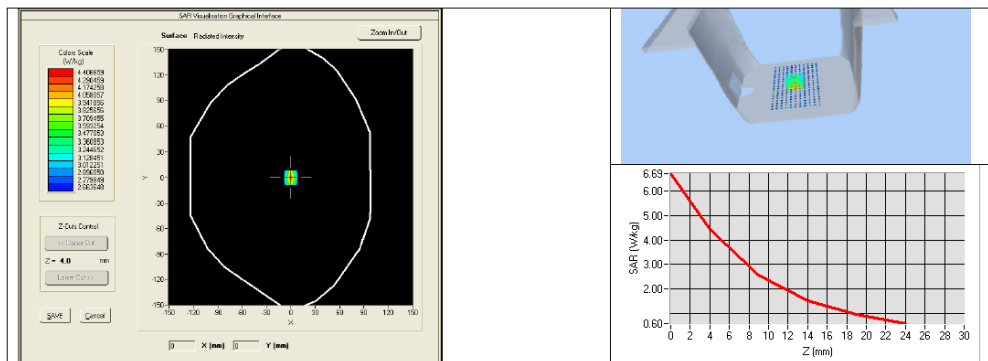 SAR Visualisation Graphical Interface
Surface Radiated Intensity
Zoom In/Out
Colors Scale
(W/kg)
4.406659
4.290459
4.174259
4.058057
3.941856
3.825656
3.709455
3.593254
3.477053
3.360853
3.244652
3.128451
3.012251
2.896050
2.779849
2.663648
Z-Cuts Control
<< Upper Cut
Z = 4.0 mm
Lower Cut >>
SAVE Cancel
150
120
90
60
30
Y 0
-30
-60
-90
-120
-150
-150 -120 -90 -60 -30 0 30 60 90 120 150
X
0 X (mm) 0 Y (mm)
6.69
6.00
5.00
4.00
3.00
2.00
0.60
SAR (W/kg)
0 2 4 6 8 10 12 14 16 18 20 22 24 26 28 30
Z (mm)